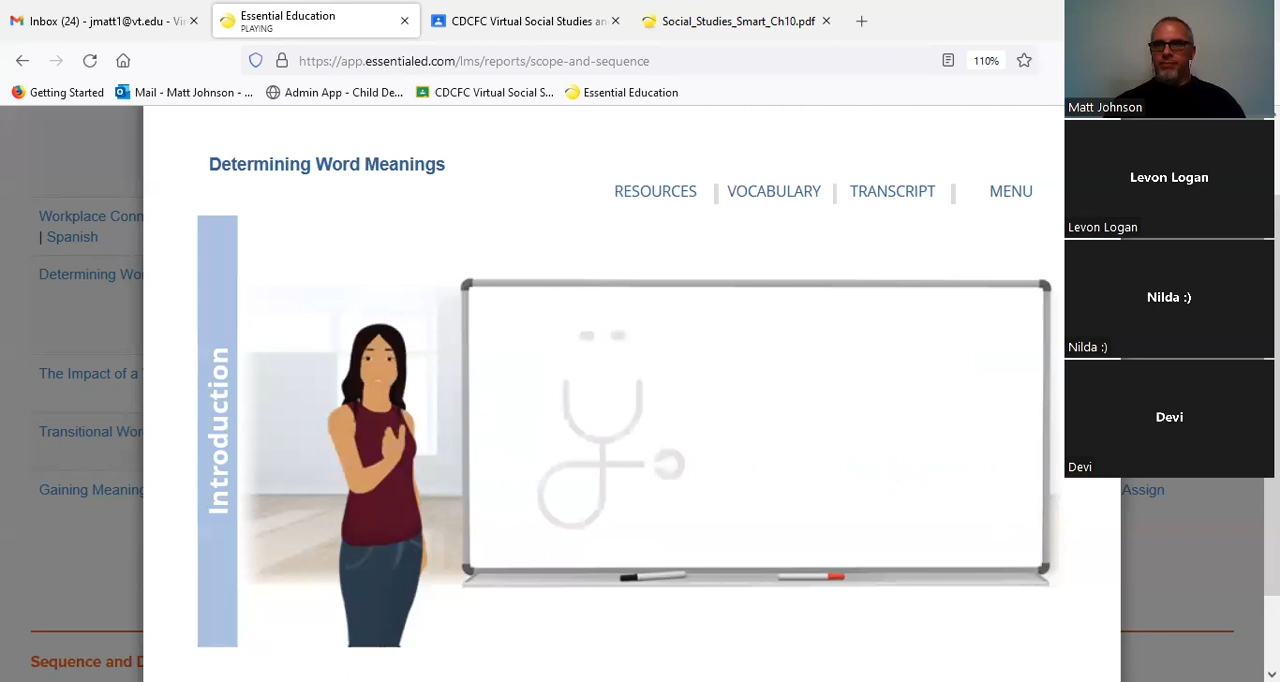 Inbox (24) - jmatt1@vt.edu - Vi
Essential Education
PLAYING
CDCFC Virtual Social Studies an
Social_Studies_Smart_Ch10.pdf
https://app.essentialed.com/lms/reports/scope-and-sequence
110%
Getting Started
Mail - Matt Johnson - ...
Admin App - Child De...
CDCFC Virtual Social S...
Essential Education
Matt Johnson
Levon Logan
Levon Logan
Nilda :)
Nilda :)
Devi
Devi
Determining Word Meanings
RESOURCES | VOCABULARY | TRANSCRIPT | MENU
Introduction
Workplace Conn
| Spanish
Determining Wo
The Impact of a
Transitional Wor
Gaining Meaning
Assign
Sequence and D